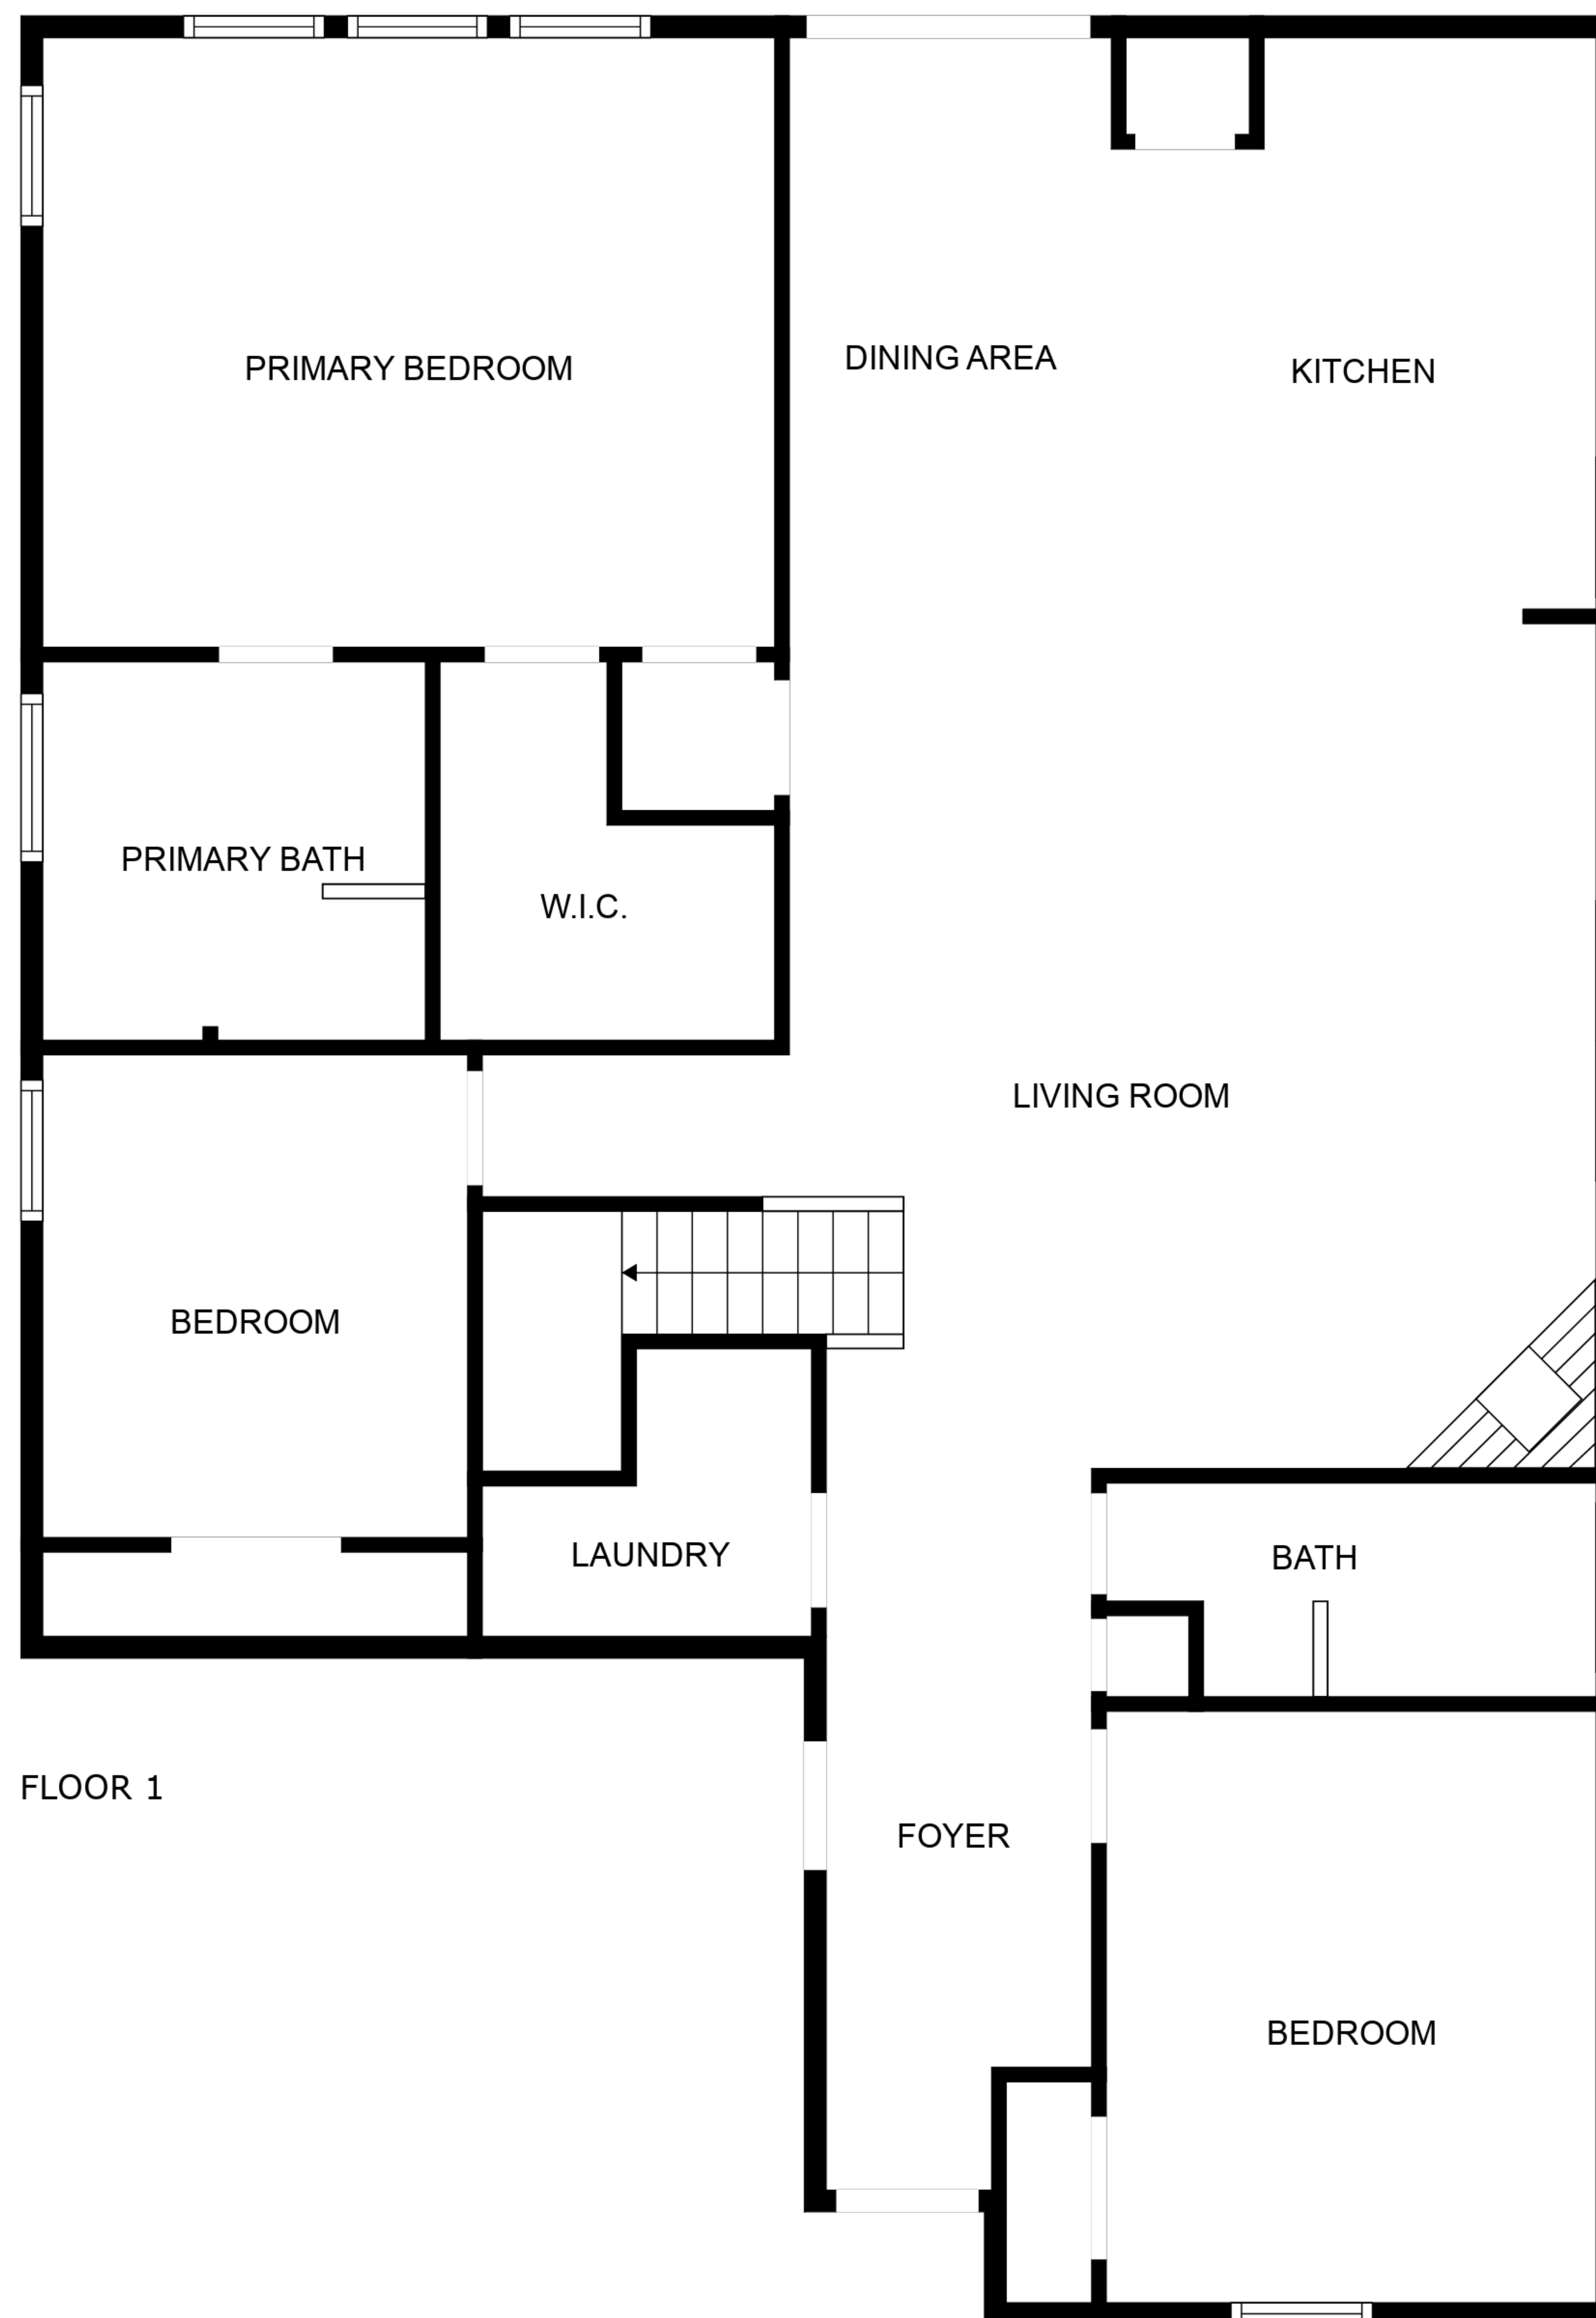 PRIMARY BEDROOM
DINING AREA
KITCHEN
PRIMARY BATH
W.I.C.
LIVING ROOM
BEDROOM
LAUNDRY
BATH
FLOOR 1
FOYER
BEDROOM